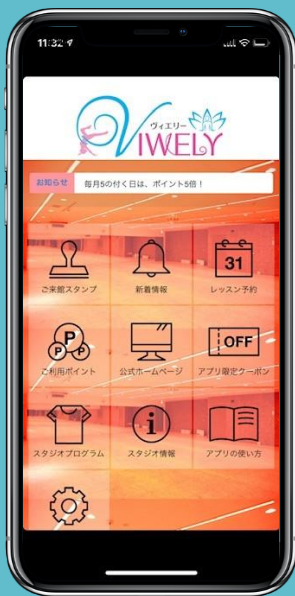 11:32
ヴィエリー
VIWELY
お知らせ 毎月5の付く日は、ポイント5倍！
31
ご来館スタンプ 新着情報 レッスン予約
P P P OFF
ご利用ポイント 公式ホームページ アプリ限定クーポン
i
スタジオプログラム スタジオ情報 アプリの使い方